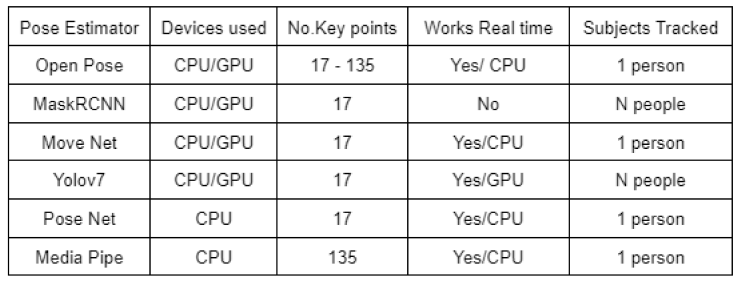 Pose Estimator Devices used No.Key points Works Real time Subjects Tracked
Open Pose CPU/GPU 17 - 135 Yes/ CPU 1 person
MaskRCNN CPU/GPU 17 No N people
Move Net CPU/GPU 17 Yes/CPU 1 person
Yolov7 CPU/GPU 17 Yes/GPU N people
Pose Net CPU 17 Yes/CPU 1 person
Media Pipe CPU 135 Yes/CPU 1 person